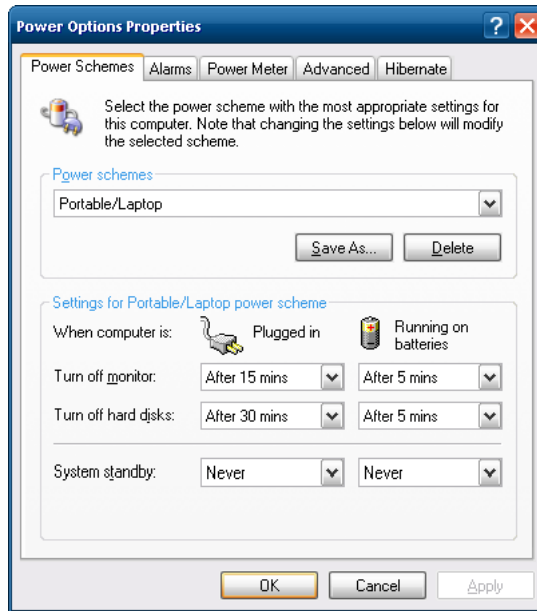 Power Options Properties
Power Schemes Alarms Power Meter Advanced Hibernate
Select the power scheme with the most appropriate settings for
this computer. Note that changing the settings below will modify
the selected scheme.
Power schemes
Portable/Laptop
Save As... Delete
Settings for Portable/Laptop power scheme
When computer is: Plugged in Running on
batteries
Turn off monitor: After 15 mins After 5 mins
Turn off hard disks: After 30 mins After 5 mins
System standby: Never Never
OK Cancel Apply